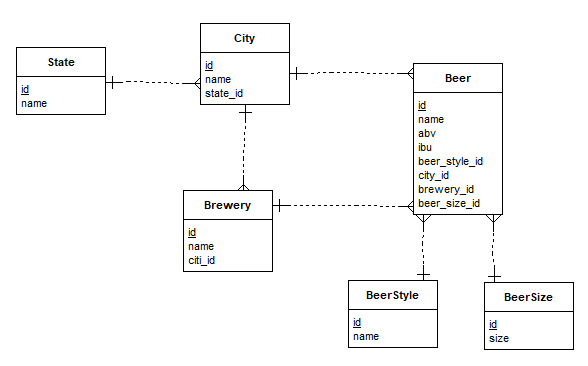 State
id
name
City
id
name
state_id
Beer
id
name
abv
ibu
beer_style_id
city_id
brewery_id
beer_size_id
Brewery
id
name
citi_id
BeerStyle
id
name
BeerSize
id
size